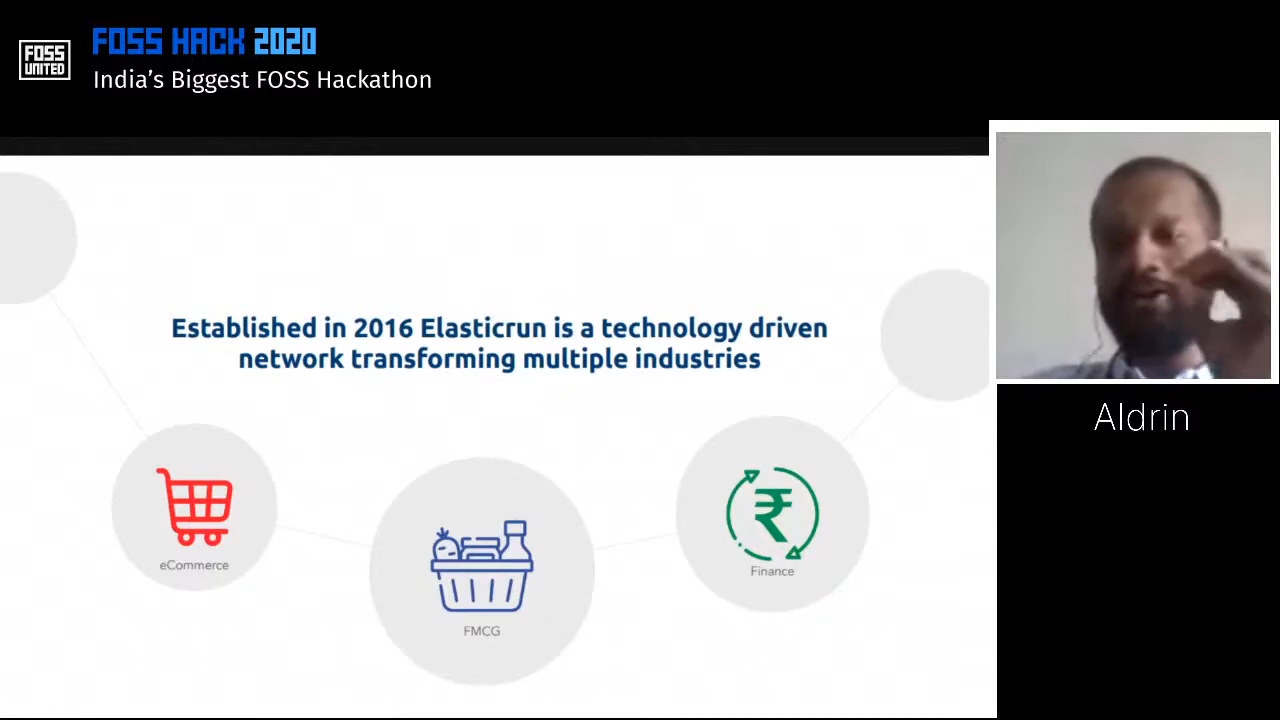 FOSS
UNITED
FOSS HACK 2020
India's Biggest FOSS Hackathon
Established in 2016 Elasticrun is a technology driven
network transforming multiple industries
eCommerce
FMCG
₹
Finance
Aldrin